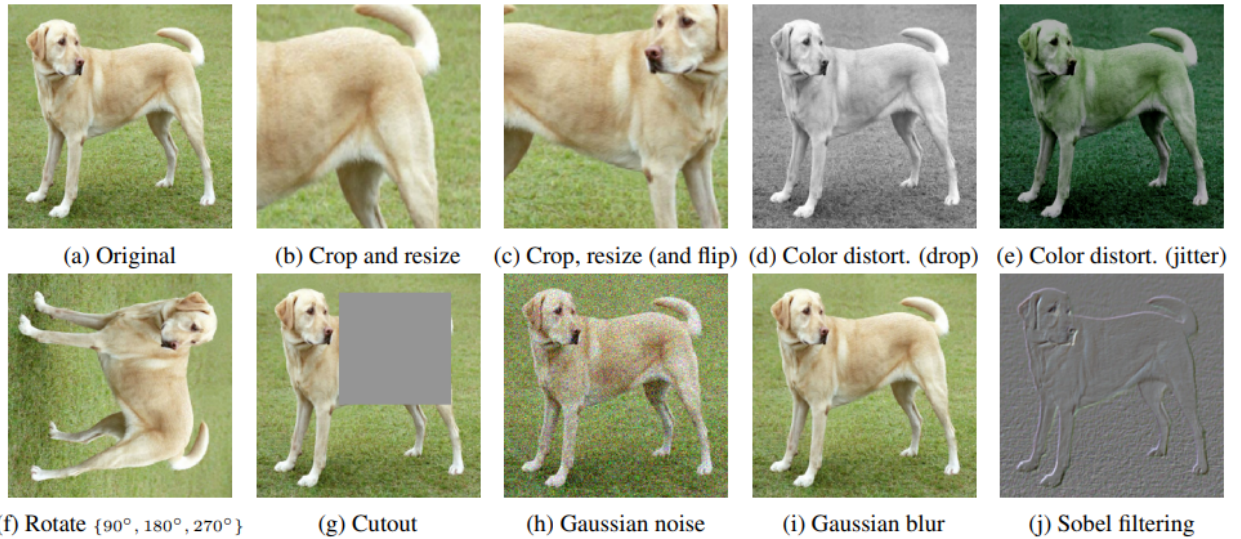 (a) Original
(b) Crop and resize
(c) Crop, resize (and flip)
(d) Color distort. (drop)
(e) Color distort. (jitter)
(f) Rotate {90°, 180°, 270°}
(g) Cutout
(h) Gaussian noise
(i) Gaussian blur
(j) Sobel filtering